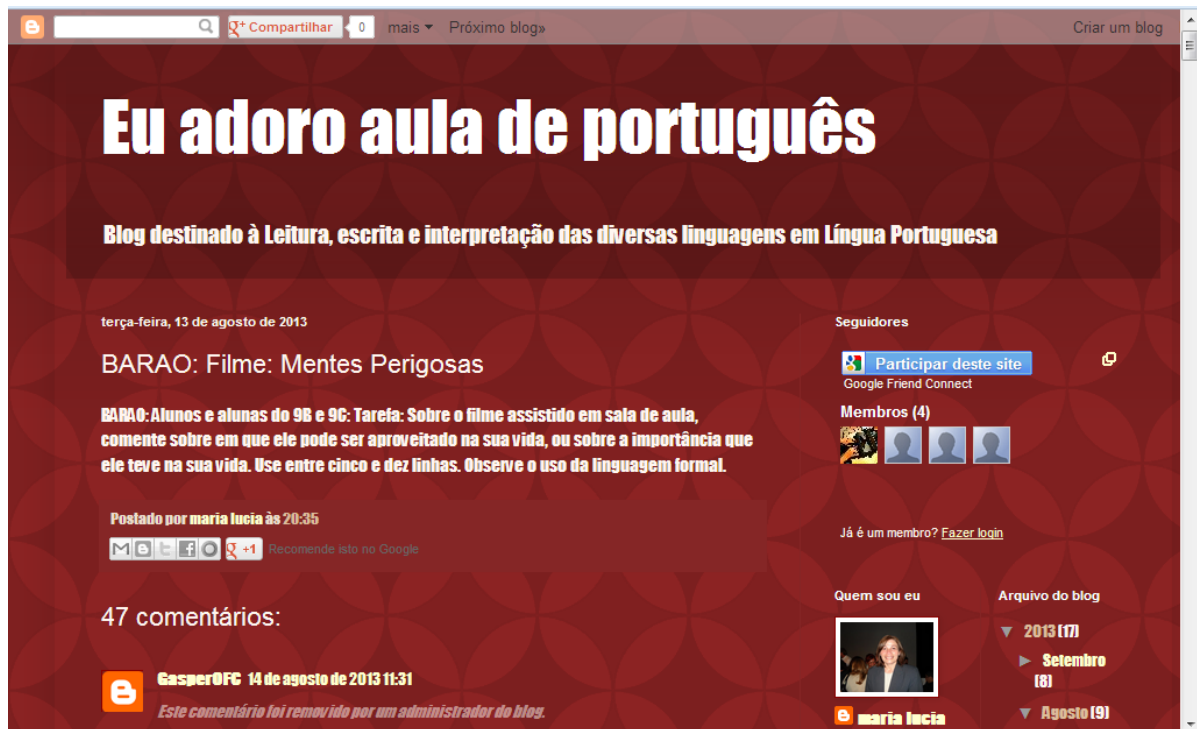 Compartilhar 0 mais Próximo blog» Criar um blog
Eu adoro aula de português
Blog destinado à Leitura, escrita e interpretação das diversas linguagens em Língua Portuguesa
terça-feira, 13 de agosto de 2013
BARAO: Filme: Mentes Perigosas
BARAO: Alunos e alunas do 9B e 9C: Tarefa: Sobre o filme assistido em sala de aula,
comente sobre em que ele pode ser aproveitado na sua vida, ou sobre a importância que
ele teve na sua vida. Use entre cinco e dez linhas. Observe o uso da linguagem formal.
Postado por maria lucia às 20:35
+1 Recomende isto no Google
47 comentários:
GasperOFC 14 de agosto de 2013 11:31
Este comentário foi removido por um administrador do blog.
Seguidores
Participar deste site
Google Friend Connect
Membros (4)
Já é um membro? Fazer login
Quem sou eu
maria lucia
Arquivo do blog
▼ 2013 (17)
► Setembro
(8)
▼ Agosto (9)